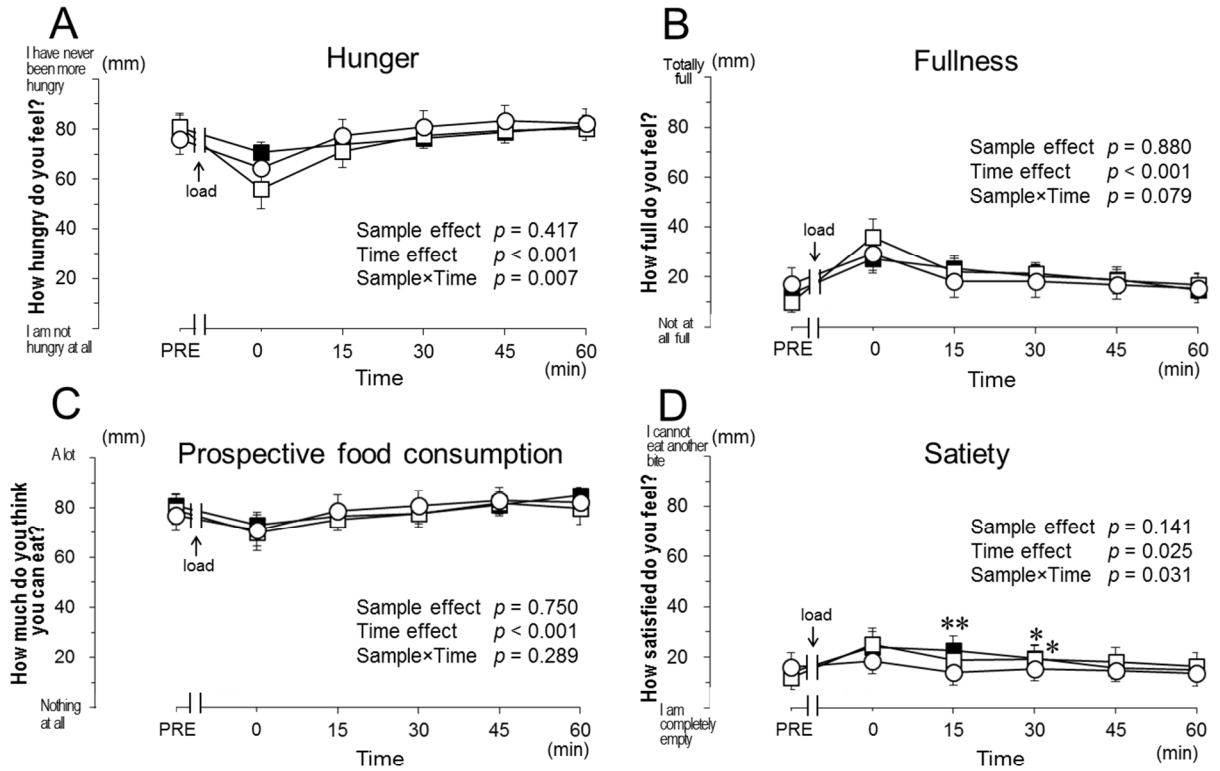 A
I have never
been more
hungry
(mm)
Hunger
How hungry do you feel?
80
60
40
20
load
Sample effect p = 0.417
Time effect p < 0.001
Sample×Time p = 0.007
I am not
hungry at all
PRE 0 15 30 45 60
(min)
Time
B
Totally
full
(mm)
Fullness
How full do you feel?
80
60
40
20
Sample effect p = 0.880
Time effect p < 0.001
Sample×Time p = 0.079
load
Not at
all full
PRE 0 15 30 45 60
(min)
Time
C
(mm)
A lot
Prospective food consumption
How much do you think
you can eat?
80
60
40
20
load
Sample effect p = 0.750
Time effect p < 0.001
Sample×Time p = 0.289
Nothing
at all
PRE 0 15 30 45 60
(min)
Time
D
I cannot
eat another
bite
(mm)
Satiety
How satisfied do you feel?
80
60
40
20
Sample effect p = 0.141
Time effect p = 0.025
Sample×Time p = 0.031
load
** *
*
I am
completely
empty
PRE 0 15 30 45 60
(min)
Time